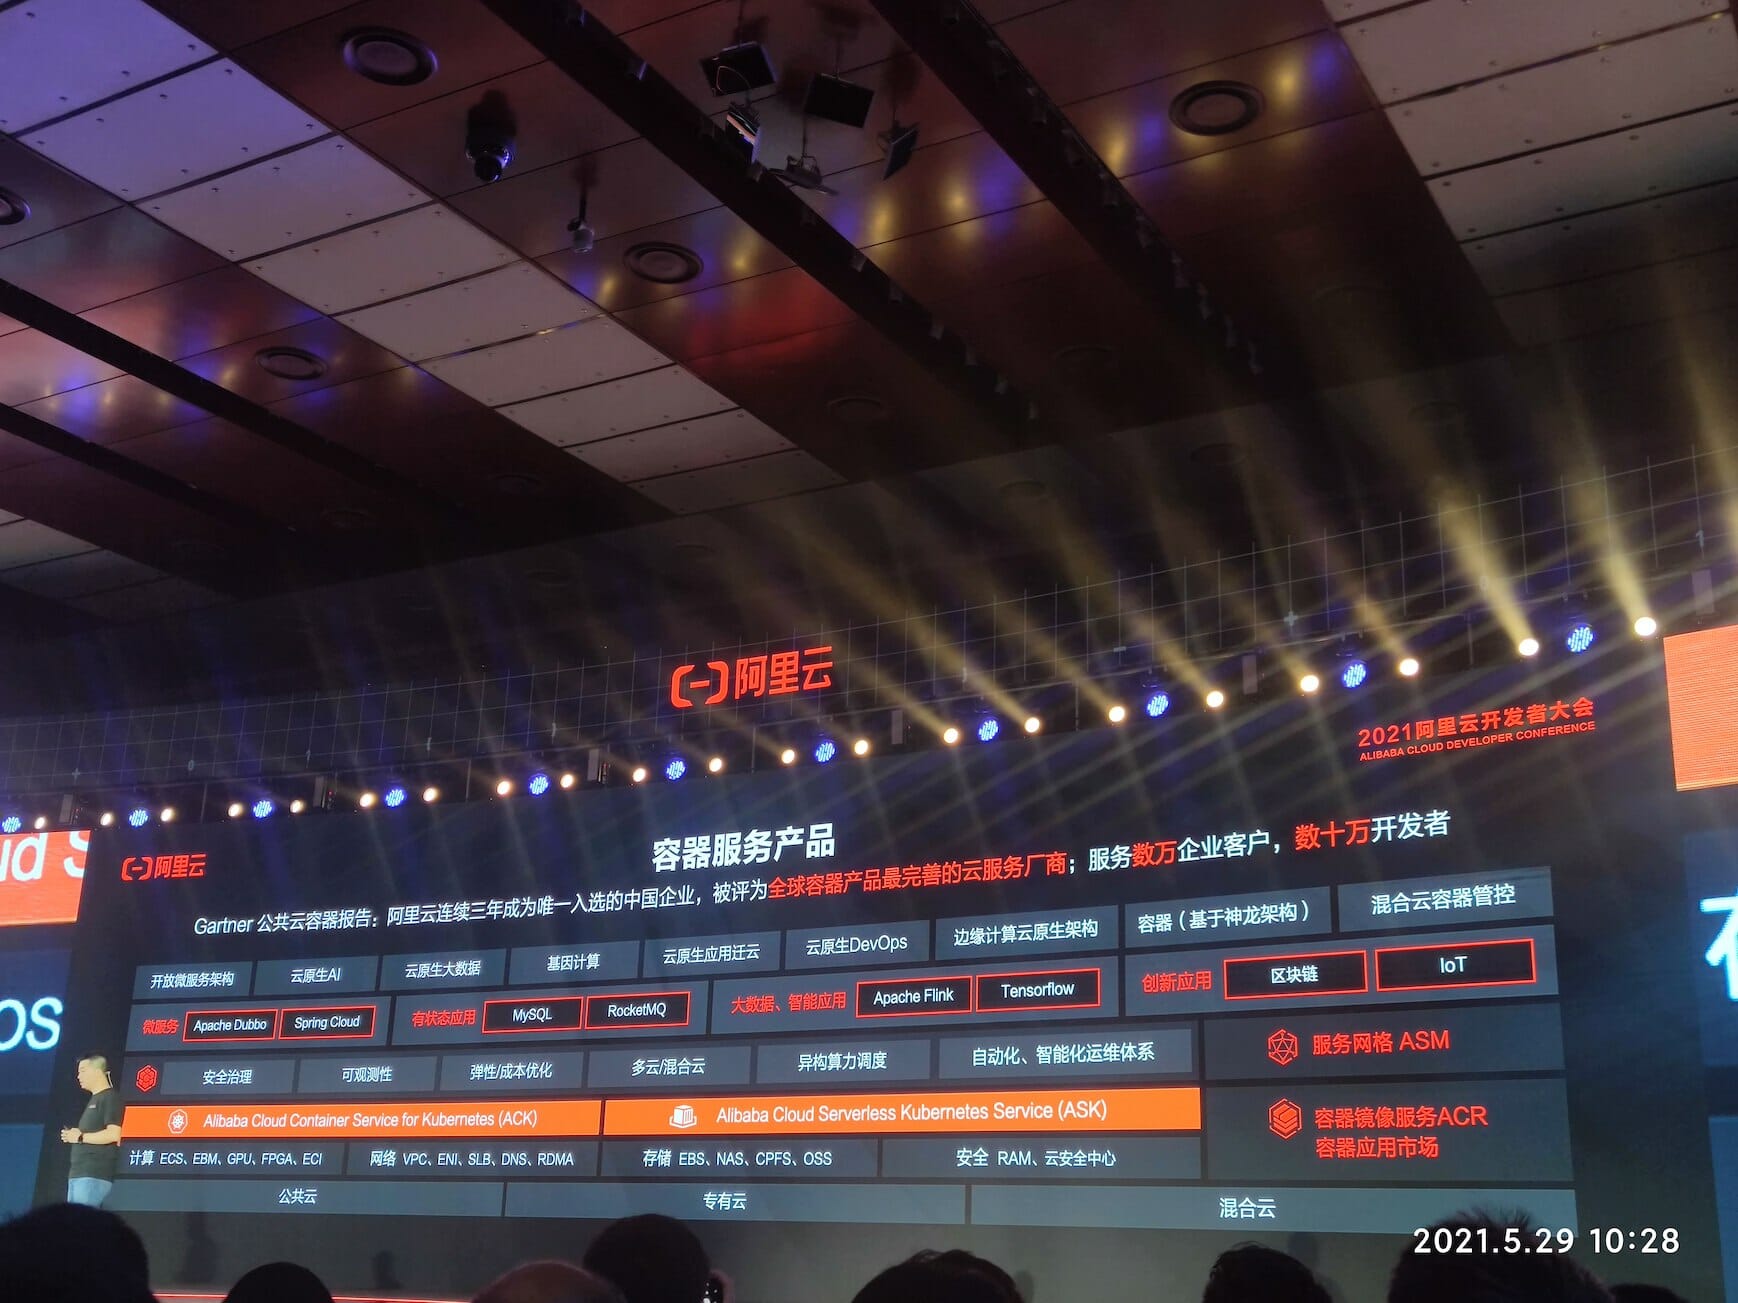 阿里云
2021阿里云开发者大会
ALIBABA CLOUD DEVELOPER CONFERENCE
ud S
阿里云
容器服务产品
Gartner 公共云容器报告：阿里云连续三年成为唯一入选的中国企业，被评为全球容器产品最完善的云服务厂商；服务数万企业客户，数十万开发者
开放微服务架构 云原生AI 云原生大数据 基因计算 云原生应用迁云 云原生DevOps 边缘计算云原生架构 容器（基于神龙架构） 混合云容器管控
微服务 Apache Dubbo Spring Cloud 有状态应用 MySQL RocketMQ 大数据、智能应用 Apache Flink Tensorflow 创新应用 区块链 IoT
安全治理 可观测性 弹性/成本优化 多云/混合云 异构算力调度 自动化、智能化运维体系 服务网格 ASM
Alibaba Cloud Container Service for Kubernetes (ACK) Alibaba Cloud Serverless Kubernetes Service (ASK)
容器镜像服务ACR
容器应用市场
计算 ECS、EBM、GPU、FPGA、ECI 网络 VPC、ENI、SLB、DNS、RDMA 存储 EBS、NAS、CPFS、OSS 安全 RAM、云安全中心
公共云 专有云 混合云
OS
2021.5.29 10:28